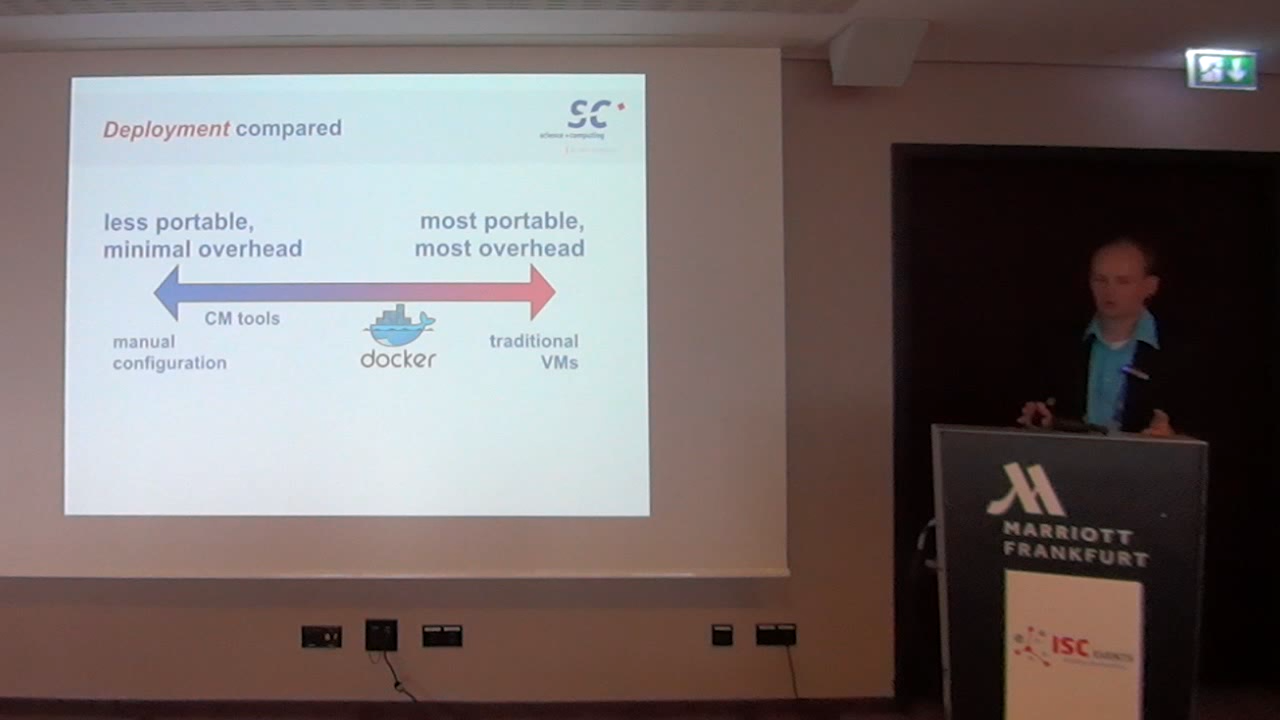 Deployment compared
SC
science + computing
less portable,
minimal overhead
most portable,
most overhead
CM tools
manual
configuration
docker
traditional
VMs
MARRIOTT
FRANKFURT
ISC EVENTS